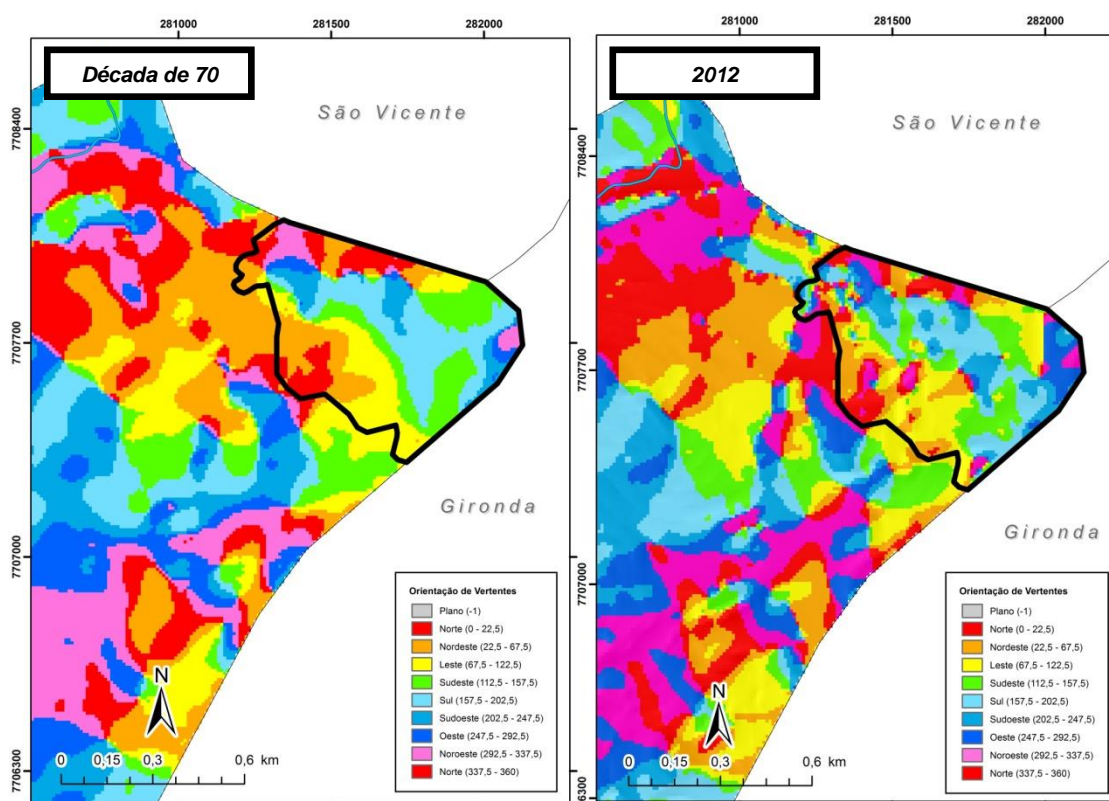 281000 281500 282000
Década de 70
São Vicente
7708400
7707700
Gironda
7707000
Orientação de Vertentes
Plano (-1)
Norte (0 - 22,5)
Nordeste (22,5 - 67,5)
Leste (67,5 - 122,5)
Sudeste (112,5 - 157,5)
Sul (157,5 - 202,5)
Sudoeste (202,5 - 247,5)
Oeste (247,5 - 292,5)
Noroeste (292,5 - 337,5)
Norte (337,5 - 360)
N
0 0,15 0,3 0,6 km
7706300
281000 281500 282000
2012
São Vicente
7708400
7707700
Gironda
7707000
Orientação de Vertentes
Plano (-1)
Norte (0 - 22,5)
Nordeste (22,5 - 67,5)
Leste (67,5 - 122,5)
Sudeste (112,5 - 157,5)
Sul (157,5 - 202,5)
Sudoeste (202,5 - 247,5)
Oeste (247,5 - 292,5)
Noroeste (292,5 - 337,5)
Norte (337,5 - 360)
N
0 0,15 0,3 0,6 km
6300